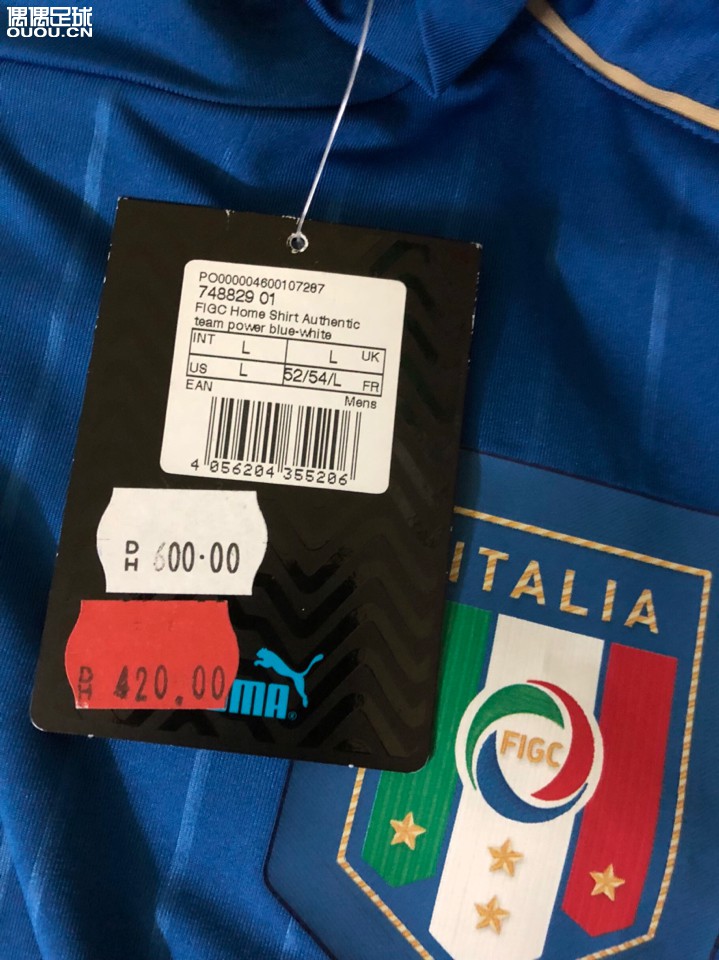 偶偶足球
OUOU.CN
PO000004600107287
748829 01
FIGC Home Shirt Authentic
team power blue-white
INT L L UK
US L 52/54/L FR
EAN Mens
4 056204 355206
DH 600.00
DH 420.00
UMA
ITALIA
FIGC